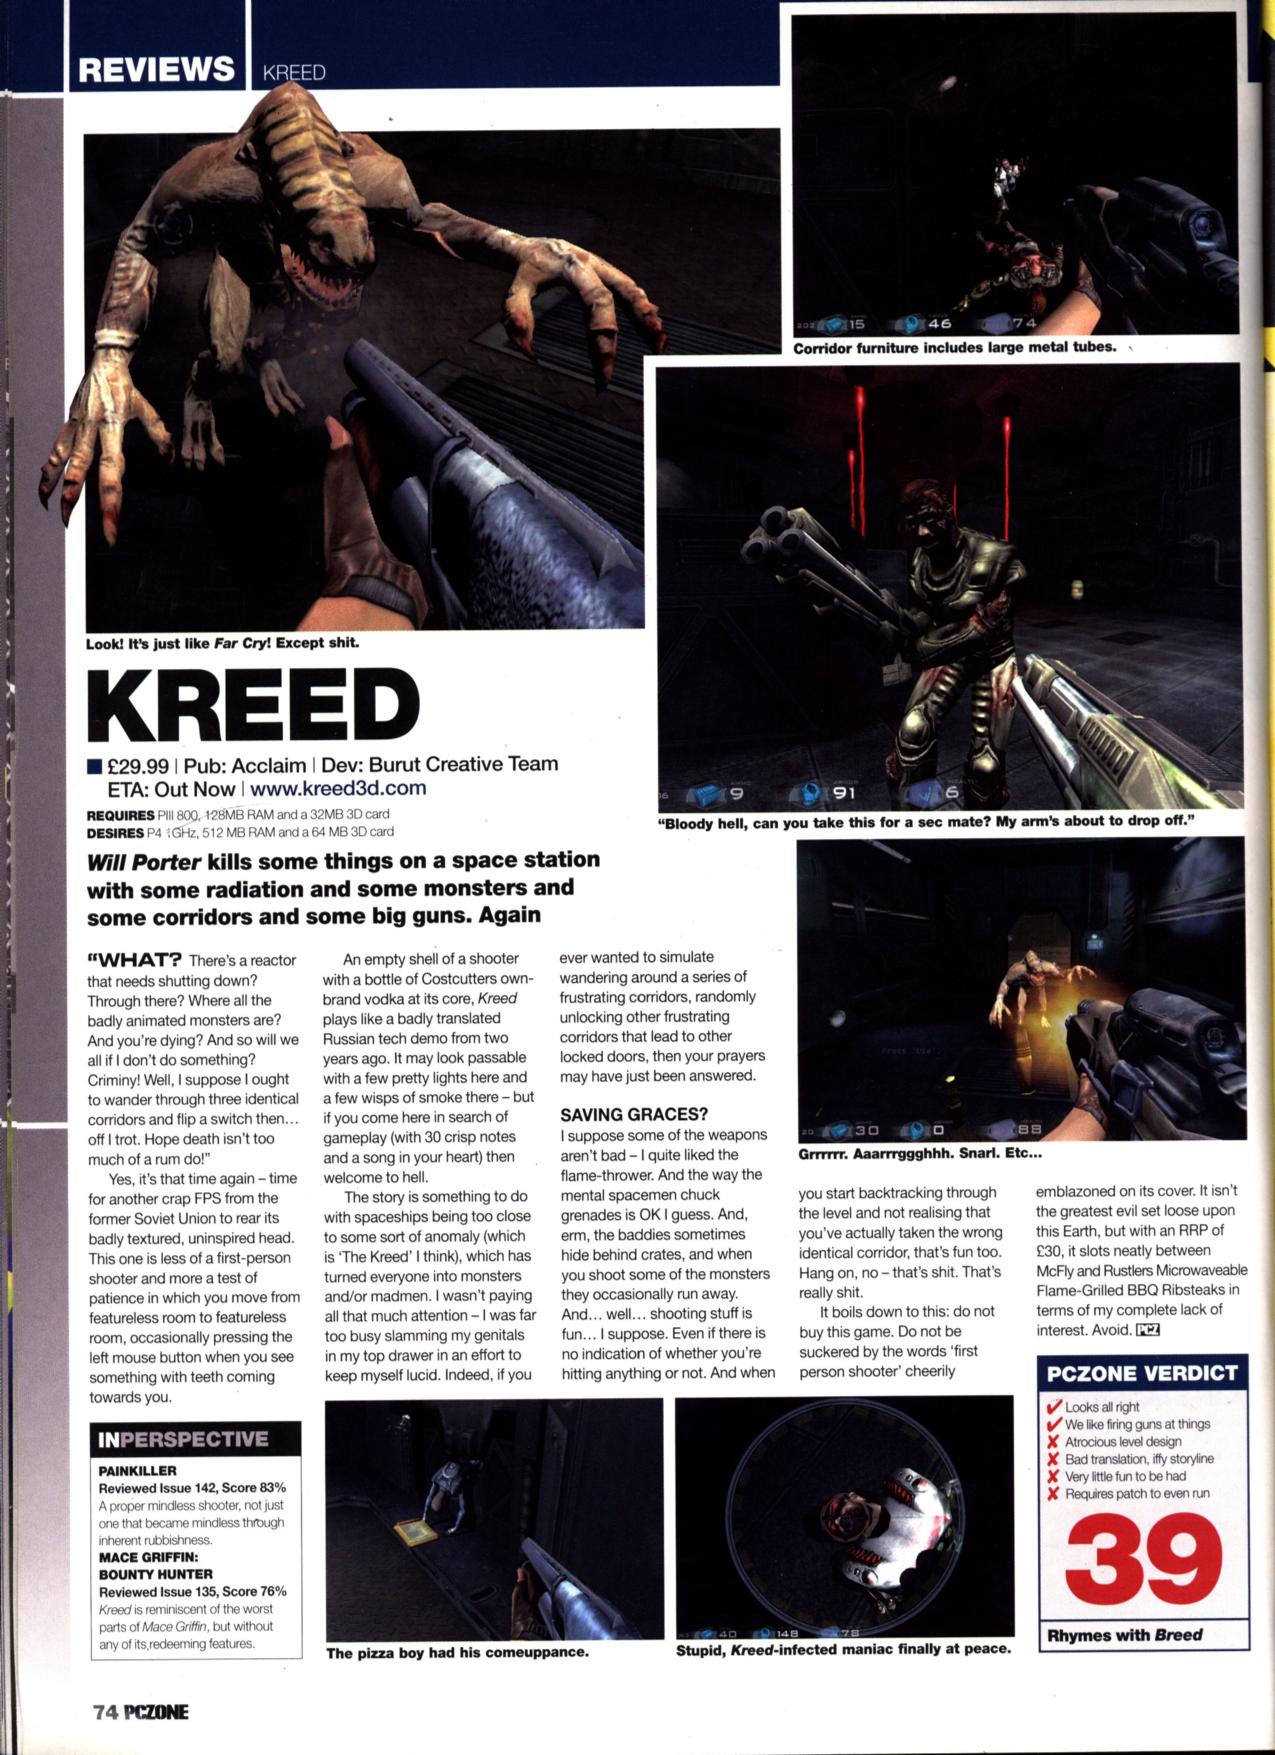 REVIEWS
KREED
202 15 46 74
Corridor furniture includes large metal tubes.
Look! It's just like Far Cry! Except shit.
16 9 91 6
"Bloody hell, can you take this for a sec mate? My arm's about to drop off."
KREED
£29.99 | Pub: Acclaim | Dev: Burut Creative Team
ETA: Out Now | www.kreed3d.com
REQUIRES PIII 800, 128MB RAM and a 32MB 3D card
DESIRES P4 1GHz, 512 MB RAM and a 64 MB 3D card
Will Porter kills some things on a space station
with some radiation and some monsters and
some corridors and some big guns. Again
"WHAT? There's a reactor
that needs shutting down?
Through there? Where all the
badly animated monsters are?
And you're dying? And so will we
all if I don't do something?
Criminy! Well, I suppose I ought
to wander through three identical
corridors and flip a switch then...
off I trot. Hope death isn't too
much of a rum do!"
Yes, it's that time again – time
for another crap FPS from the
former Soviet Union to rear its
badly textured, uninspired head.
This one is less of a first-person
shooter and more a test of
patience in which you move from
featureless room to featureless
room, occasionally pressing the
left mouse button when you see
something with teeth coming
towards you.
An empty shell of a shooter
with a bottle of Costcutters own-
brand vodka at its core, Kreed
plays like a badly translated
Russian tech demo from two
years ago. It may look passable
with a few pretty lights here and
a few wisps of smoke there – but
if you come here in search of
gameplay (with 30 crisp notes
and a song in your heart) then
welcome to hell.
The story is something to do
with spaceships being too close
to some sort of anomaly (which
is 'The Kreed' I think), which has
turned everyone into monsters
and/or madmen. I wasn't paying
all that much attention – I was far
too busy slamming my genitals
in my top drawer in an effort to
keep myself lucid. Indeed, if you
ever wanted to simulate
wandering around a series of
frustrating corridors, randomly
unlocking other frustrating
corridors that lead to other
locked doors, then your prayers
may have just been answered.
SAVING GRACES?
I suppose some of the weapons
aren't bad – I quite liked the
flame-thrower. And the way the
mental spacemen chuck
grenades is OK I guess. And,
erm, the baddies sometimes
hide behind crates, and when
you shoot some of the monsters
they occasionally run away.
And... well... shooting stuff is
fun... I suppose. Even if there is
no indication of whether you're
hitting anything or not. And when
Press 'Use'
20 30 0 88
Grrrrrr. Aaarrrggghhh. Snarl. Etc...
you start backtracking through
the level and not realising that
you've actually taken the wrong
identical corridor, that's fun too.
Hang on, no – that's shit. That's
really shit.
It boils down to this: do not
buy this game. Do not be
suckered by the words 'first
person shooter' cheerily
emblazoned on its cover. It isn't
the greatest evil set loose upon
this Earth, but with an RRP of
£30, it slots neatly between
McFly and Rustlers Microwaveable
Flame-Grilled BBQ Ribsteaks in
terms of my complete lack of
interest. Avoid. PCZ
INPERSPECTIVE
PAINKILLER
Reviewed Issue 142, Score 83%
A proper mindless shooter, not just
one that became mindless through
inherent rubbishness.
MACE GRIFFIN:
BOUNTY HUNTER
Reviewed Issue 135, Score 76%
Kreed is reminiscent of the worst
parts of Mace Griffin, but without
any of its redeeming features.
The pizza boy had his comeuppance.
40 148 78
Stupid, Kreed-infected maniac finally at peace.
PCZONE VERDICT
Looks all right
We like firing guns at things
Atrocious level design
Bad translation, iffy storyline
Very little fun to be had
Requires patch to even run
39
Rhymes with Breed
74 PCZONE